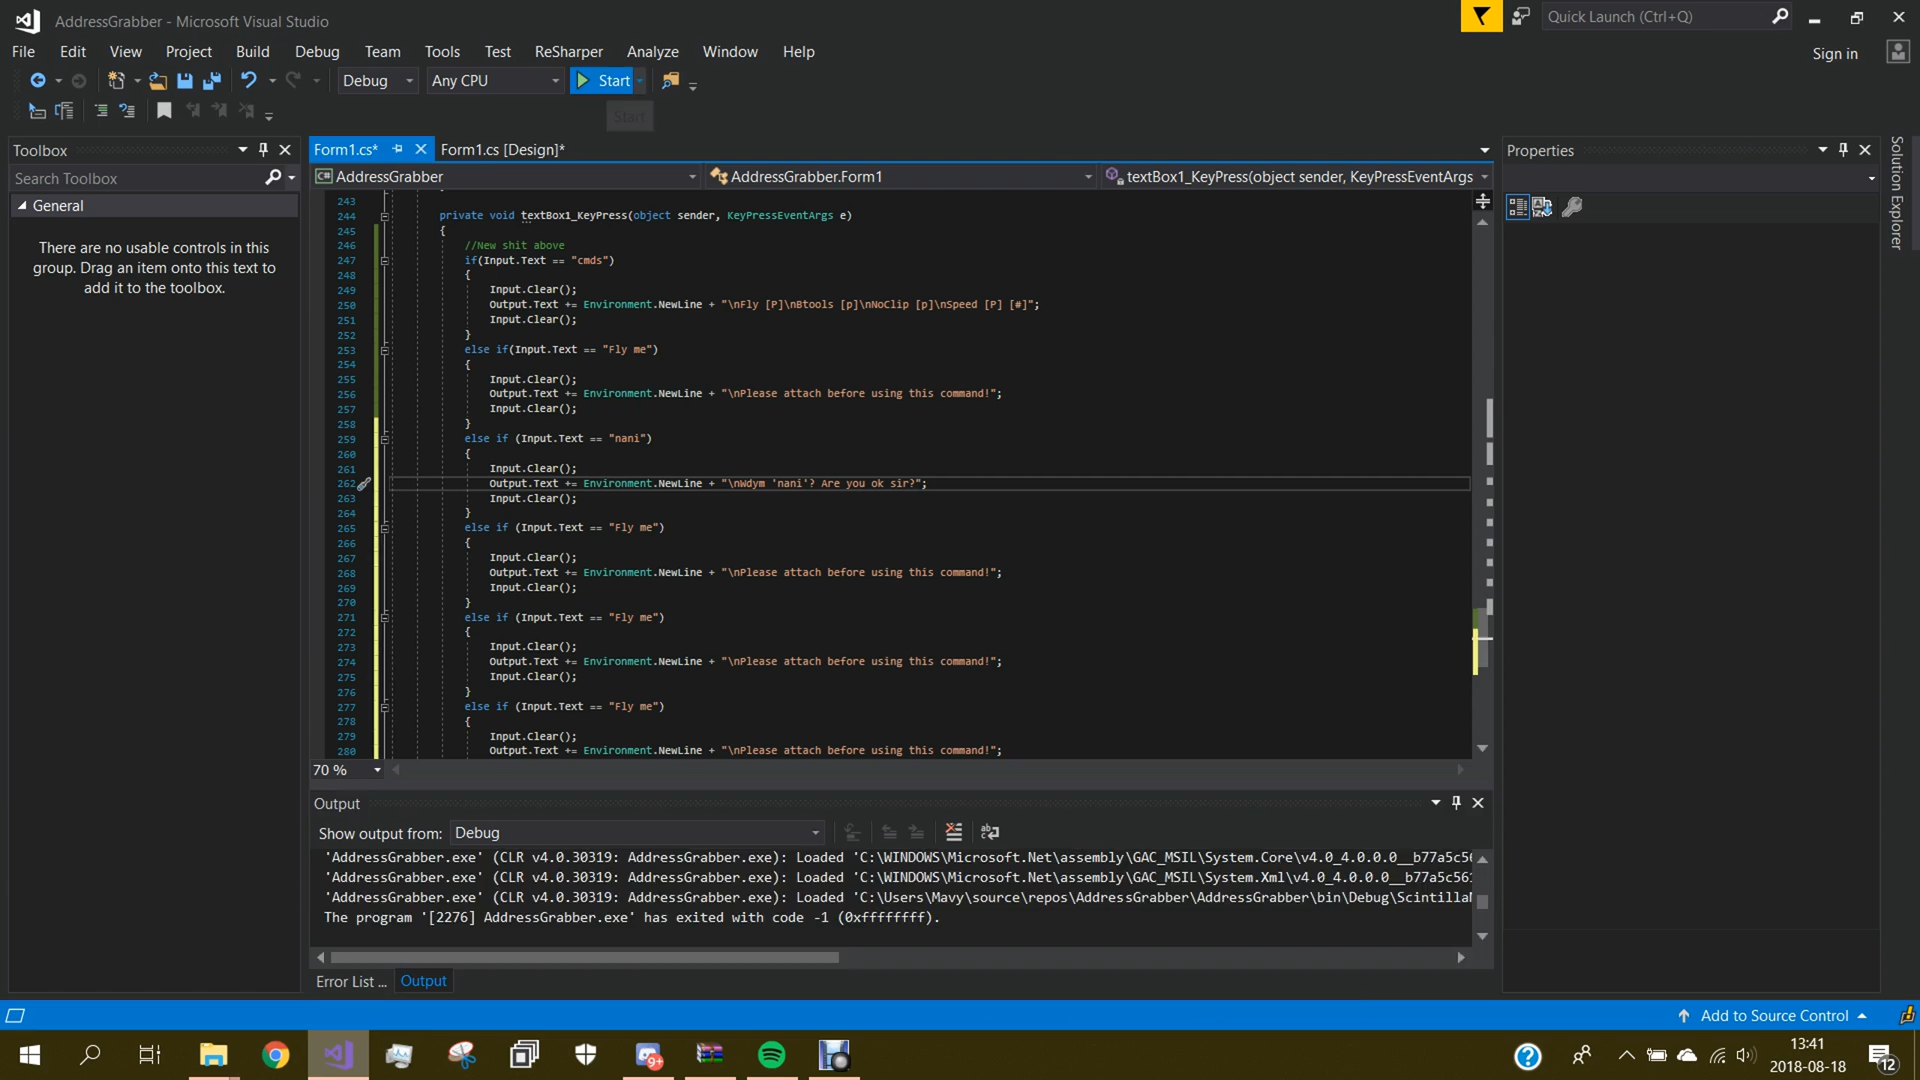 AddressGrabber - Microsoft Visual Studio
Quick Launch (Ctrl+Q)
File Edit View Project Build Debug Team Tools Test ReSharper Analyze Window Help
Sign in
Debug Any CPU Start
Start
Toolbox
Search Toolbox
General
There are no usable controls in this
group. Drag an item onto this text to
add it to the toolbox.
Form1.cs* Form1.cs [Design]*
AddressGrabber AddressGrabber.Form1 textBox1_KeyPress(object sender, KeyPressEventArgs
243
244 private void textBox1_KeyPress(object sender, KeyPressEventArgs e)
245 {
246 //New shit above
247 if(Input.Text == "cmds")
248 {
249 Input.Clear();
250 Output.Text += Environment.NewLine + "\nFly [P]\nBtools [p]\nNoClip [p]\nSpeed [P] [#]";
251 Input.Clear();
252 }
253 else if(Input.Text == "Fly me")
254 {
255 Input.Clear();
256 Output.Text += Environment.NewLine + "\nPlease attach before using this command!";
257 Input.Clear();
258 }
259 else if (Input.Text == "nani")
260 {
261 Input.Clear();
262 Output.Text += Environment.NewLine + "\nWdym 'nani'? Are you ok sir?";
263 Input.Clear();
264 }
265 else if (Input.Text == "Fly me")
266 {
267 Input.Clear();
268 Output.Text += Environment.NewLine + "\nPlease attach before using this command!";
269 Input.Clear();
270 }
271 else if (Input.Text == "Fly me")
272 {
273 Input.Clear();
274 Output.Text += Environment.NewLine + "\nPlease attach before using this command!";
275 Input.Clear();
276 }
277 else if (Input.Text == "Fly me")
278 {
279 Input.Clear();
280 Output.Text += Environment.NewLine + "\nPlease attach before using this command!";
70 %
Output
Show output from: Debug
'AddressGrabber.exe' (CLR v4.0.30319: AddressGrabber.exe): Loaded 'C:\WINDOWS\Microsoft.Net\assembly\GAC_MSIL\System.Core\v4.0_4.0.0.0__b77a5c56
'AddressGrabber.exe' (CLR v4.0.30319: AddressGrabber.exe): Loaded 'C:\WINDOWS\Microsoft.Net\assembly\GAC_MSIL\System.Xml\v4.0_4.0.0.0__b77a5c561
'AddressGrabber.exe' (CLR v4.0.30319: AddressGrabber.exe): Loaded 'C:\Users\Mavy\source\repos\AddressGrabber\AddressGrabber\bin\Debug\Scintilla
The program '[2276] AddressGrabber.exe' has exited with code -1 (0xffffffff).
Error List ... Output
Properties
Solution Explorer
Add to Source Control
9+
13:41
2018-08-18
12